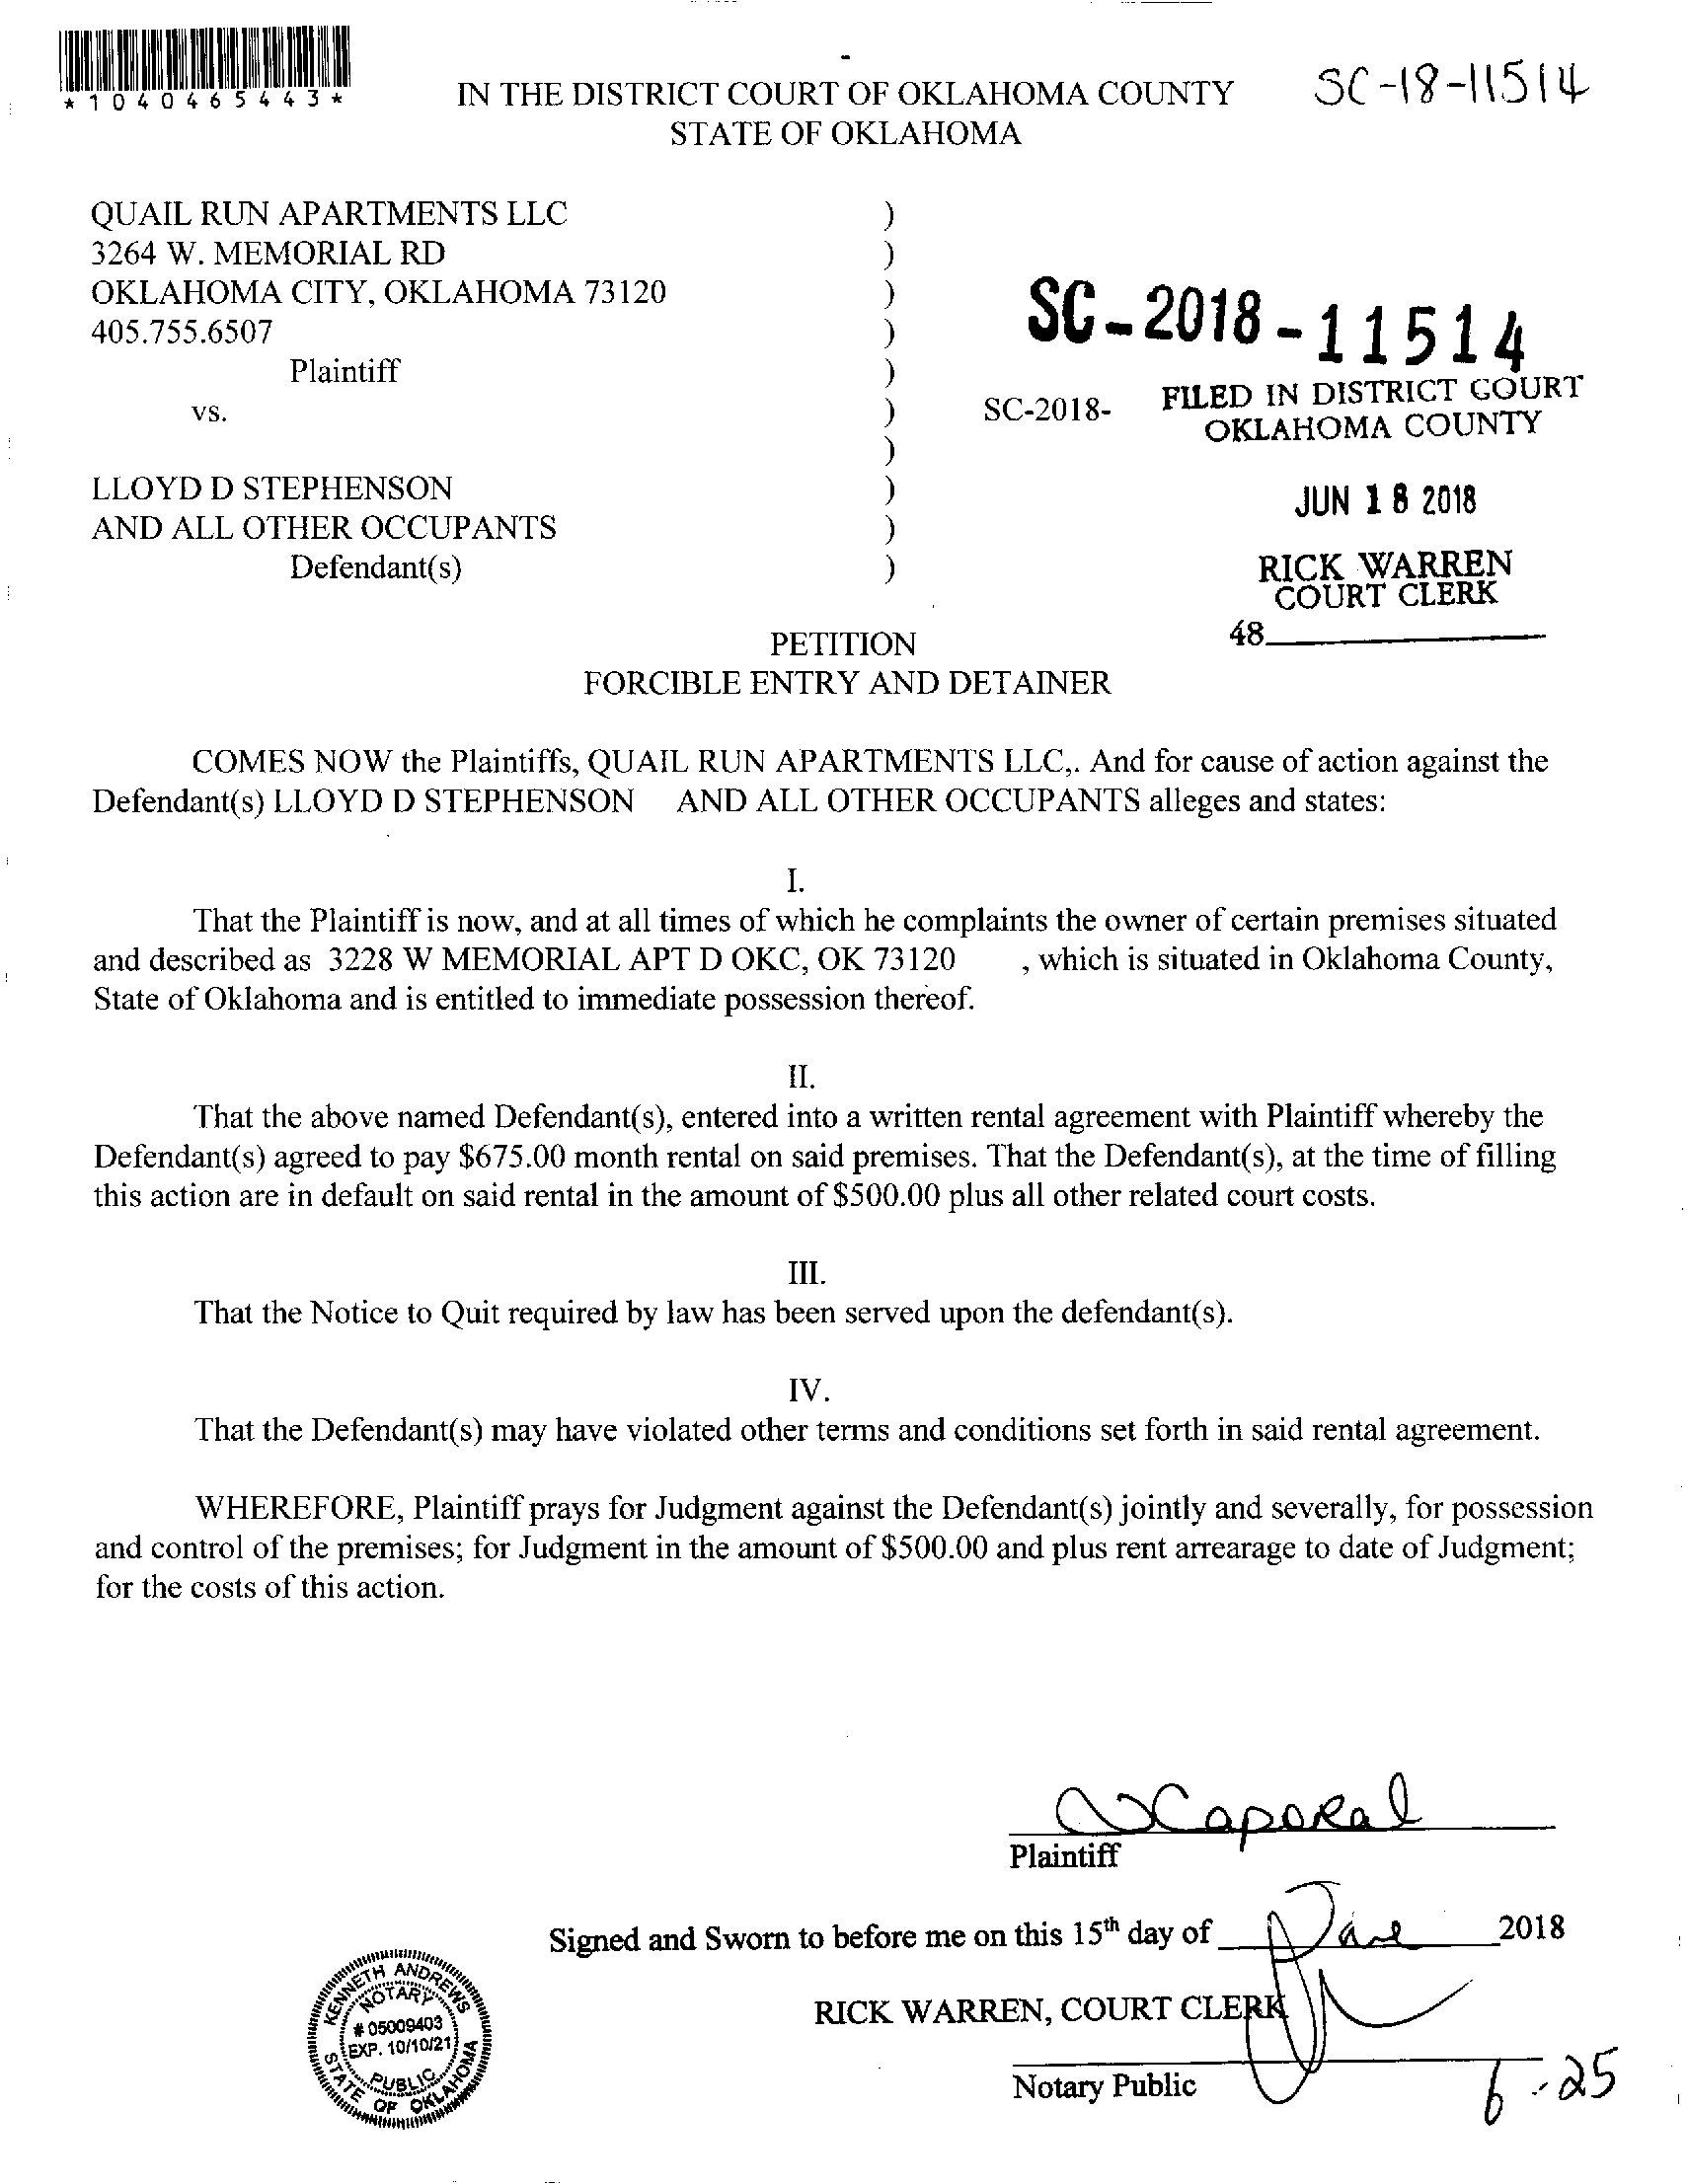 *1040465443*
IN THE DISTRICT COURT OF OKLAHOMA COUNTY
STATE OF OKLAHOMA
SC-18-11514
QUAIL RUN APARTMENTS LLC )
3264 W. MEMORIAL RD )
OKLAHOMA CITY, OKLAHOMA 73120 )
405.755.6507 )
Plaintiff )
vs. )
)
LLOYD D STEPHENSON )
AND ALL OTHER OCCUPANTS )
Defendant(s) )
SC-2018-11514
SC-2018-
FILED IN DISTRICT COURT
OKLAHOMA COUNTY
JUN 18 2018
RICK WARREN
COURT CLERK
48
PETITION
FORCIBLE ENTRY AND DETAINER
COMES NOW the Plaintiffs, QUAIL RUN APARTMENTS LLC,. And for cause of action against the
Defendant(s) LLOYD D STEPHENSON AND ALL OTHER OCCUPANTS alleges and states:
I.
That the Plaintiff is now, and at all times of which he complaints the owner of certain premises situated
and described as 3228 W MEMORIAL APT D OKC, OK 73120 , which is situated in Oklahoma County,
State of Oklahoma and is entitled to immediate possession thereof.
II.
That the above named Defendant(s), entered into a written rental agreement with Plaintiff whereby the
Defendant(s) agreed to pay $675.00 month rental on said premises. That the Defendant(s), at the time of filling
this action are in default on said rental in the amount of $500.00 plus all other related court costs.
III.
That the Notice to Quit required by law has been served upon the defendant(s).
IV.
That the Defendant(s) may have violated other terms and conditions set forth in said rental agreement.
WHEREFORE, Plaintiff prays for Judgment against the Defendant(s) jointly and severally, for possession
and control of the premises; for Judgment in the amount of $500.00 and plus rent arrearage to date of Judgment;
for the costs of this action.
Caporal
Plaintiff
Signed and Sworn to before me on this 15th day of June 2018
RICK WARREN, COURT CLERK
Notary Public
6-25
KENNETH ANDREWS
NOTARY
# 05009403
EXP. 10/10/21
PUBLIC
STATE OF OKLAHOMA